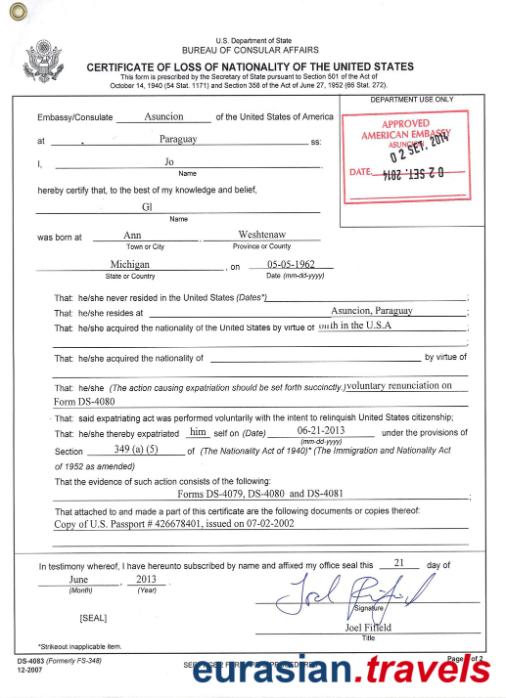 U.S. Department of State
BUREAU OF CONSULAR AFFAIRS
CERTIFICATE OF LOSS OF NATIONALITY OF THE UNITED STATES
This form is prescribed by the Secretary of State pursuant to Section 501 of the Act of
October 14, 1940 (54 Stat. 1171) and Section 358 of the Act of June 27, 1952 (66 Stat. 272).
DEPARTMENT USE ONLY
Embassy/Consulate Asuncion of the United States of America
at Paraguay ss:
APPROVED
AMERICAN EMBASSY
ASUNCION
02 SET. 2014
DATE 02 SET. 2014
I, Jo
Name
hereby certify that, to the best of my knowledge and belief,
Gl
Name
was born at Ann Weshtenaw
Town or City Province or County
Michigan , on 05-05-1962
State or Country Date (mm-dd-yyyy)
That: he/she never resided in the United States (Dates*) ;
That: he/she resides at Asuncion, Paraguay ;
That: he/she acquired the nationality of the United States by virtue of in the U.S.A
;
That: he/she acquired the nationality of by virtue of
That: he/she (The action causing expatriation should be set forth succinctly.) voluntary renunciation on
Form DS-4080
That: said expatriating act was performed voluntarily with the intent to relinquish United States citizenship;
That: he/she thereby expatriated him self on (Date) 06-21-2013 under the provisions of
(mm-dd-yyyy)
Section 349 (a) (5) of (The Nationality Act of 1940)* (The Immigration and Nationality Act
of 1952 as amended)
That the evidence of such action consists of the following:
Forms DS-4079, DS-4080 and DS-4081 ;
That attached to and made a part of this certificate are the following documents or copies thereof:
Copy of U.S. Passport # 426678401, issued on 07-02-2002
In testimony whereof, I have hereunto subscribed by name and affixed my office seal this 21 day of
June , 2013 .
(Month) (Year)
Joel Fifield
Signature
[SEAL]
Joel Fifield
Title
*Strikeout inapplicable item.
DS-4083 (Formerly FS-348)
12-2007
Page of 2
eurasian.travels